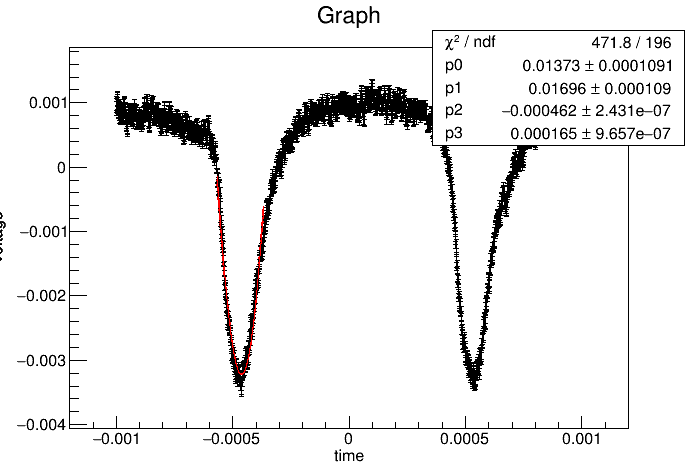 Graph
χ² / ndf 471.8 / 196
p0 0.01373 ± 0.0001091
p1 0.01696 ± 0.000109
p2 −0.000462 ± 2.431e−07
p3 0.000165 ± 9.657e−07
0.001
0
−0.001
−0.002
−0.003
−0.004
−0.001 −0.0005 0 0.0005 0.001
time